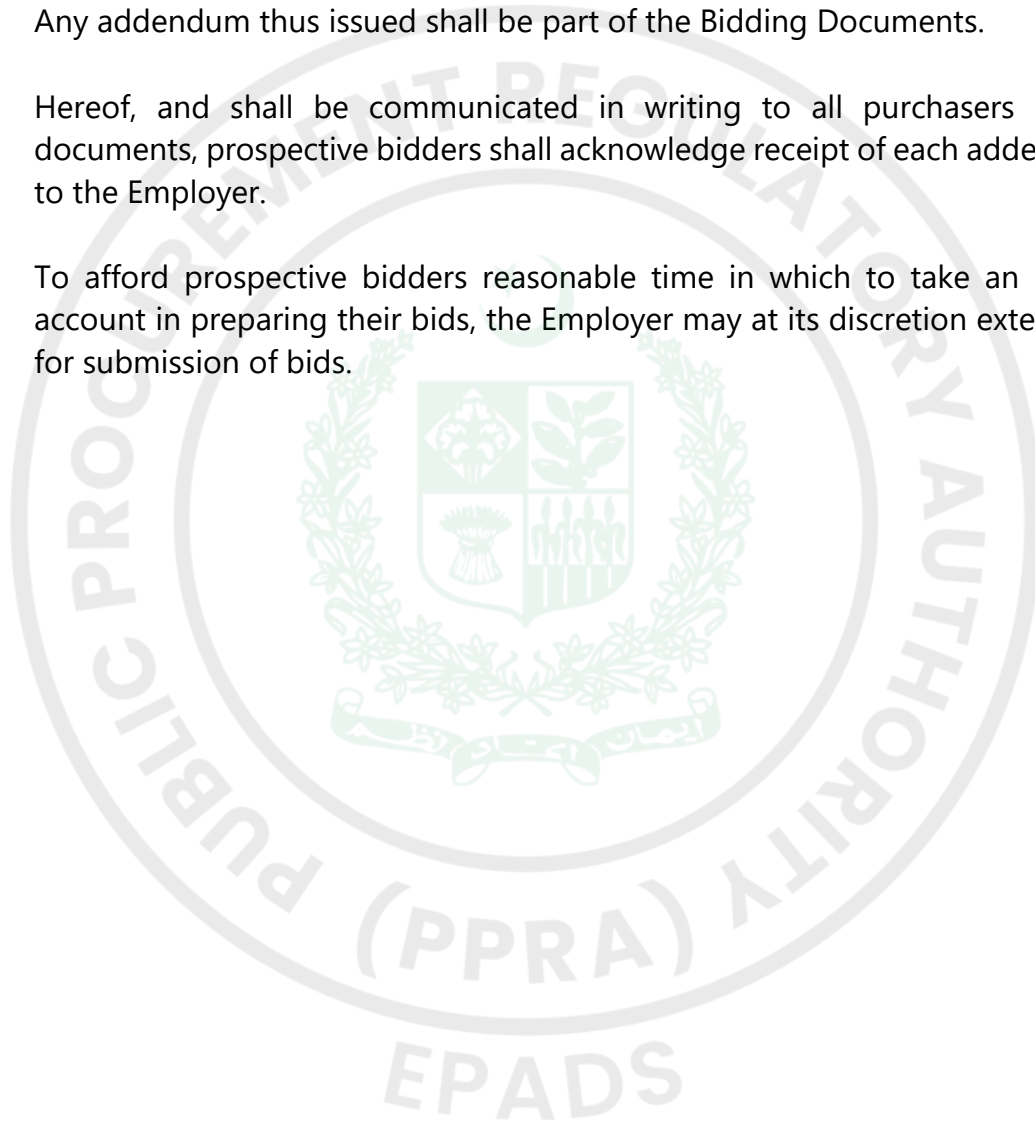 Any addendum thus issued shall be part of the Bidding Documents.
Hereof, and shall be communicated in writing to all purchasers
documents, prospective bidders shall acknowledge receipt of each adde
to the Employer.
To afford prospective bidders reasonable time in which to take an
account in preparing their bids, the Employer may at its discretion exte
for submission of bids.
PUBLIC PROCUREMENT REGULATORY AUTHORITY
(PPRA)
EPADS